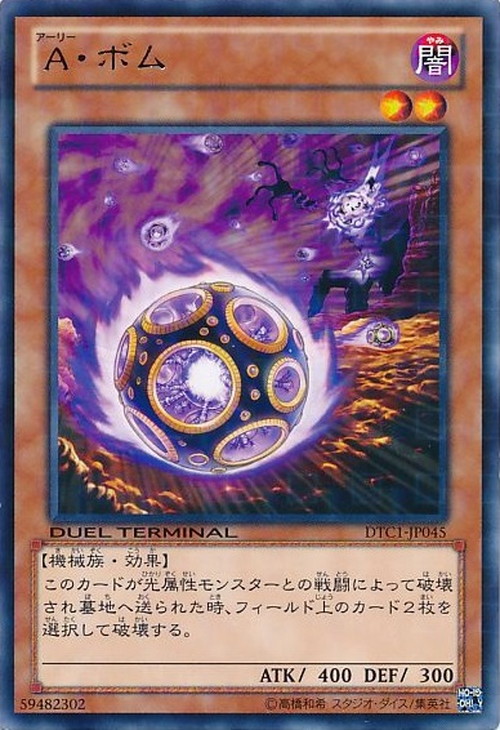 アーリー
A・ボム
闇
やみ
DUEL TERMINAL
DTC1-JP045
【機械族・効果】
このカードが光属性モンスターとの戦闘によって破壊
され墓地へ送られた時、フィールド上のカード２枚を
選択して破壊する。
ATK/ 400 DEF/ 300
59482302
©高橋和希 スタジオ・ダイス/集英社